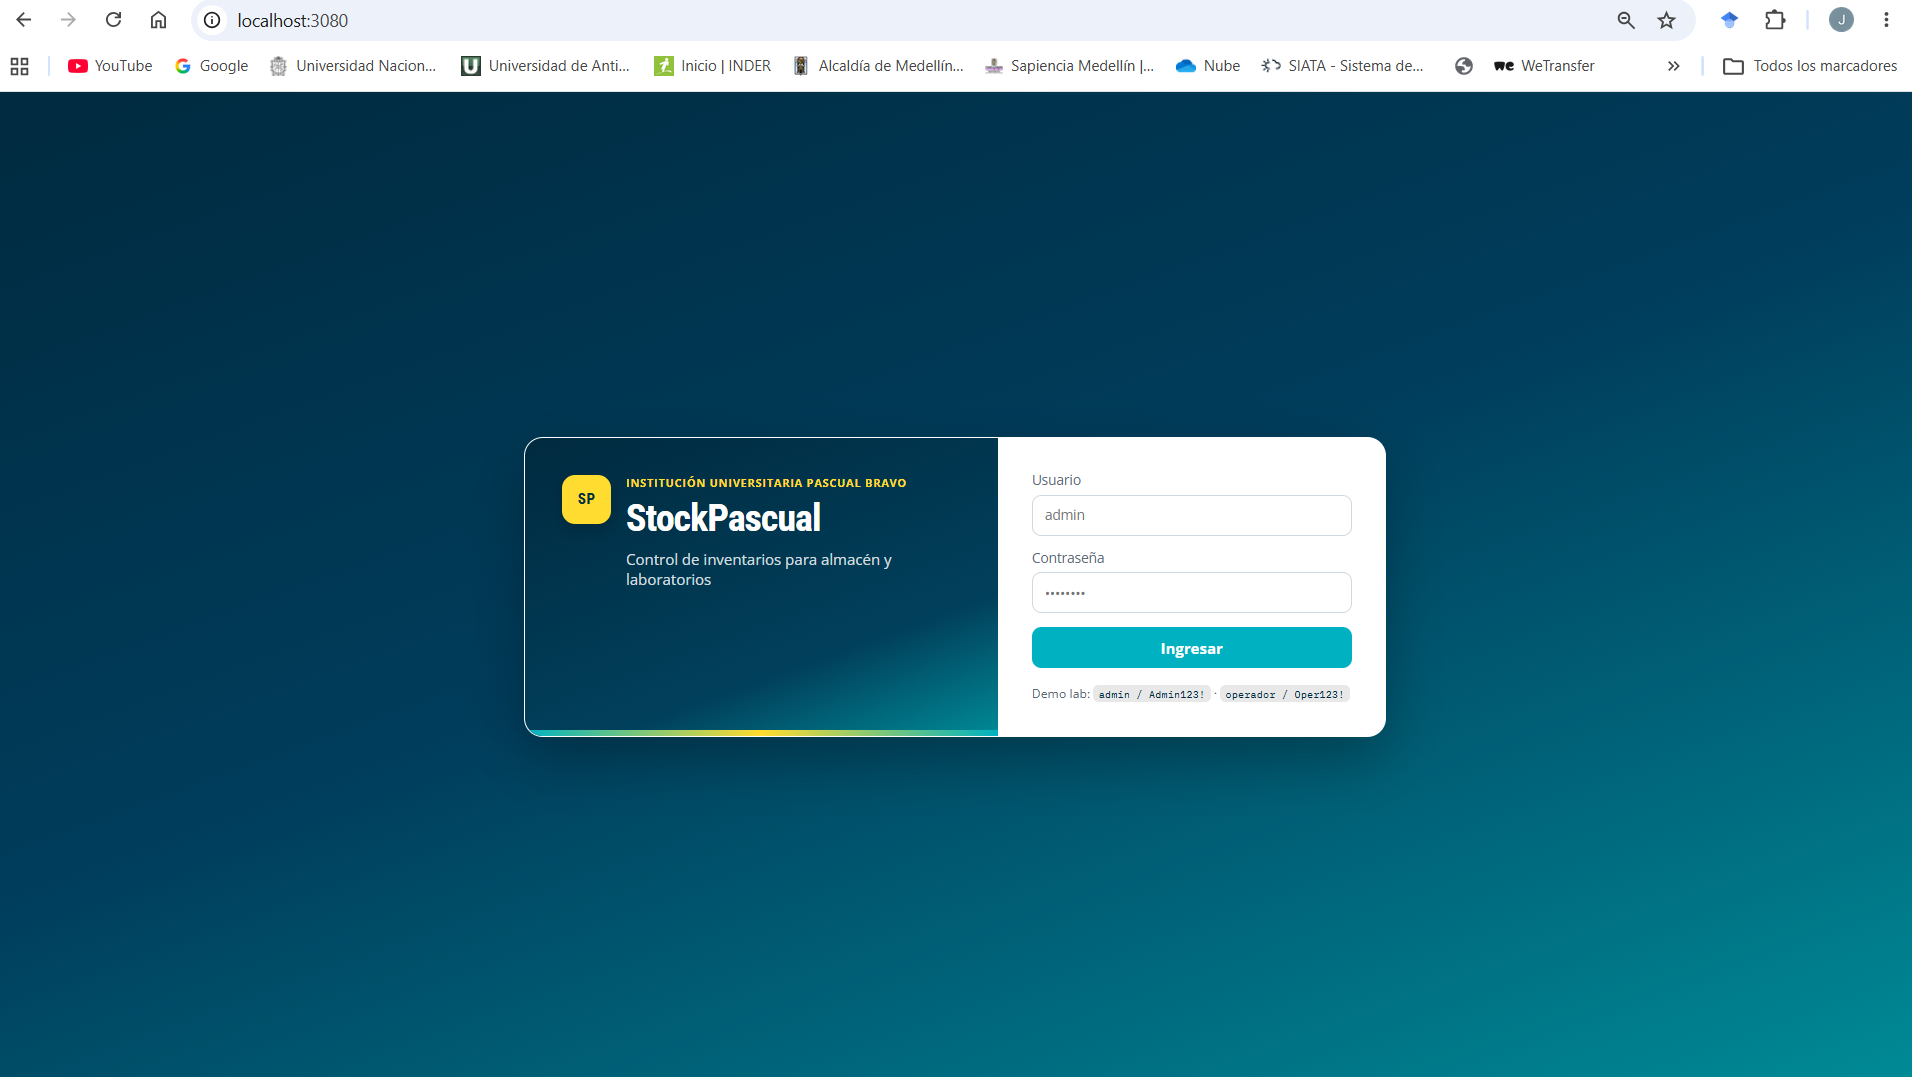 localhost:3080
YouTube Google Universidad Nacion... Universidad de Anti... Inicio | INDER Alcaldía de Medellín... Sapiencia Medellín |... Nube SIATA - Sistema de... WeTransfer Todos los marcadores
J
SP
INSTITUCIÓN UNIVERSITARIA PASCUAL BRAVO
StockPascual
Control de inventarios para almacén y
laboratorios
Usuario
admin
Contraseña
••••••••
Ingresar
Demo lab: admin / Admin123! · operador / Oper123!